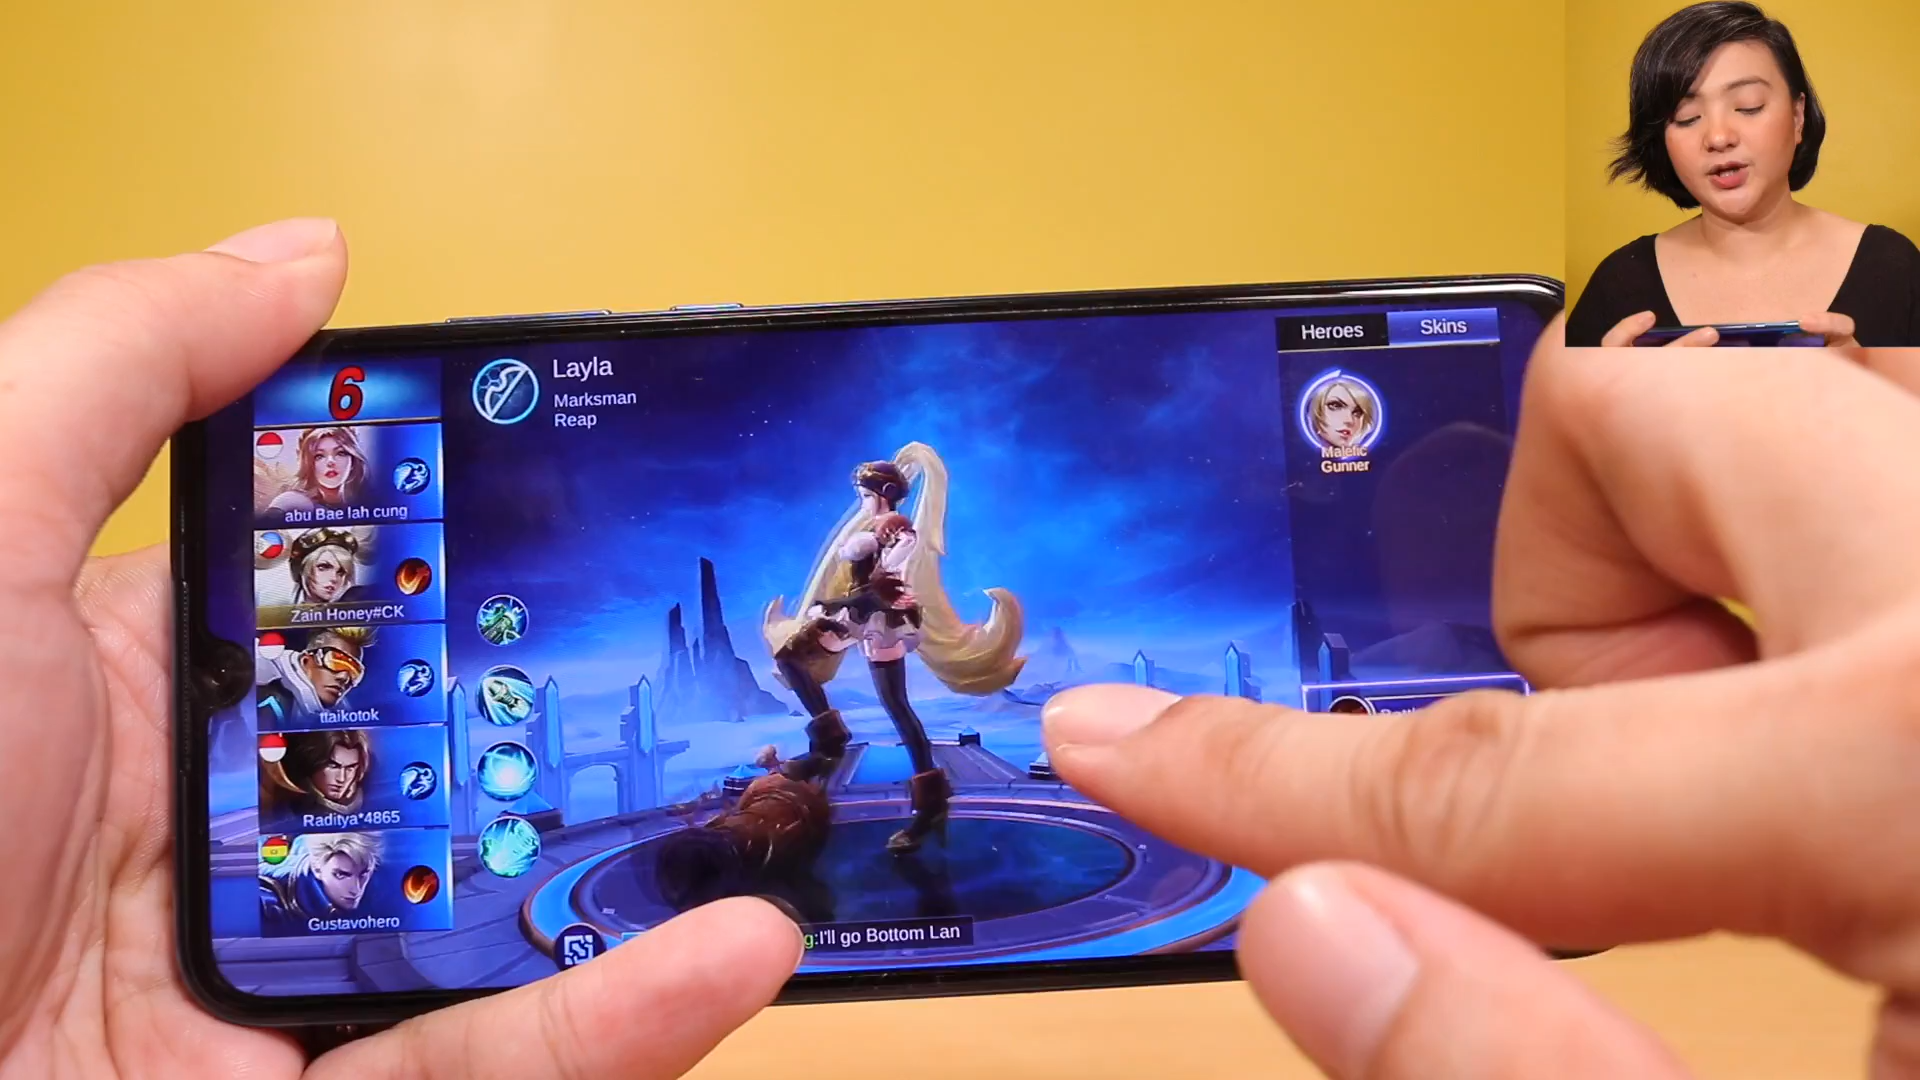 6
Layla
Marksman
Reap
Heroes
Skins
Malefic
Gunner
abu Bae lah cung
Zain Honey#CK
ttaikotok
Raditya*4865
Gustavohero
g:I'll go Bottom Lan